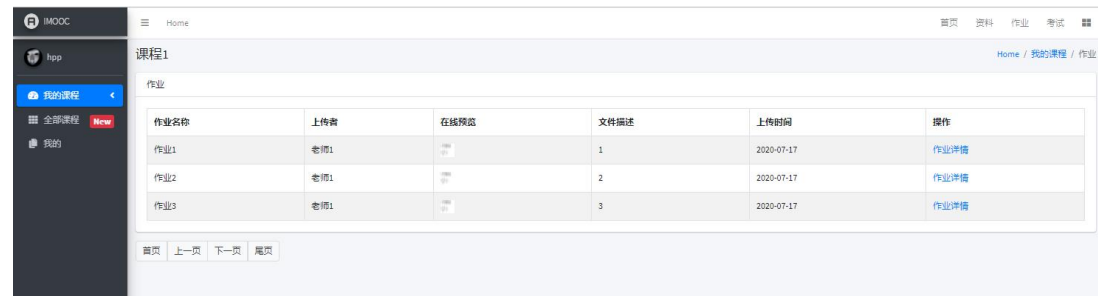 IMOOC
Home
首页 资料 作业 考试
hpp
课程1
Home / 我的课程 / 作业
我的课程
作业
全部课程 New
我的
作业名称 上传者 在线预览 文件描述 上传时间 操作
作业1 老师1 1 2020-07-17 作业详情
作业2 老师1 2 2020-07-17 作业详情
作业3 老师1 3 2020-07-17 作业详情
首页 上一页 下一页 尾页